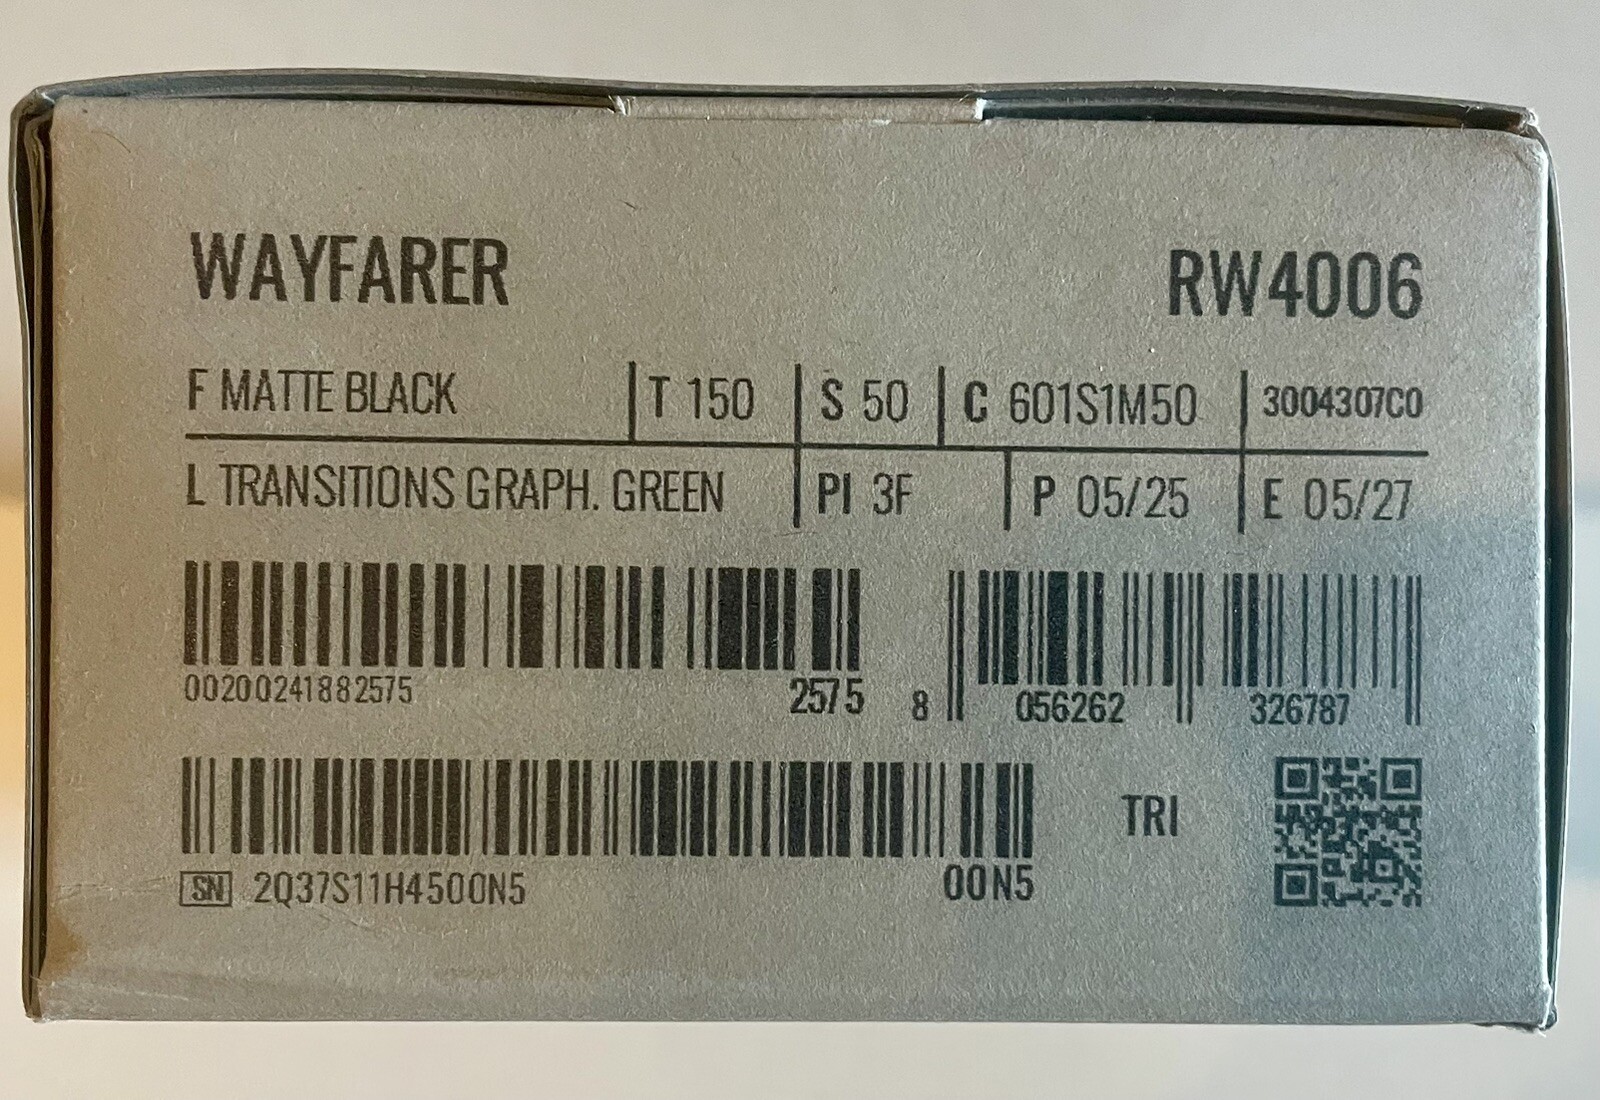 WAYFARER RW4006
F MATTE BLACK T 150 S 50 C 601S1M50 3004307C0
L TRANSITIONS GRAPH. GREEN PI 3F P 05/25 E 05/27
00200241882575 2575 8 056262 326787
TRI
SN 2Q37S11H4500N5 00N5